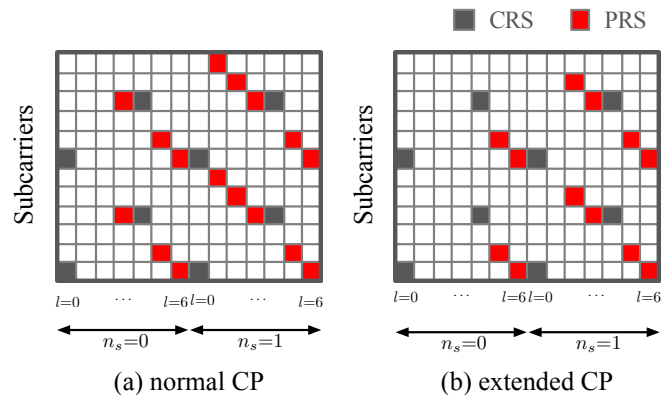 CRS PRS
Subcarriers
Subcarriers
l=0 ... l=6 l=0 ... l=6
l=0 ... l=6 l=0 ... l=6
n_s=0 n_s=1
n_s=0 n_s=1
(a) normal CP
(b) extended CP